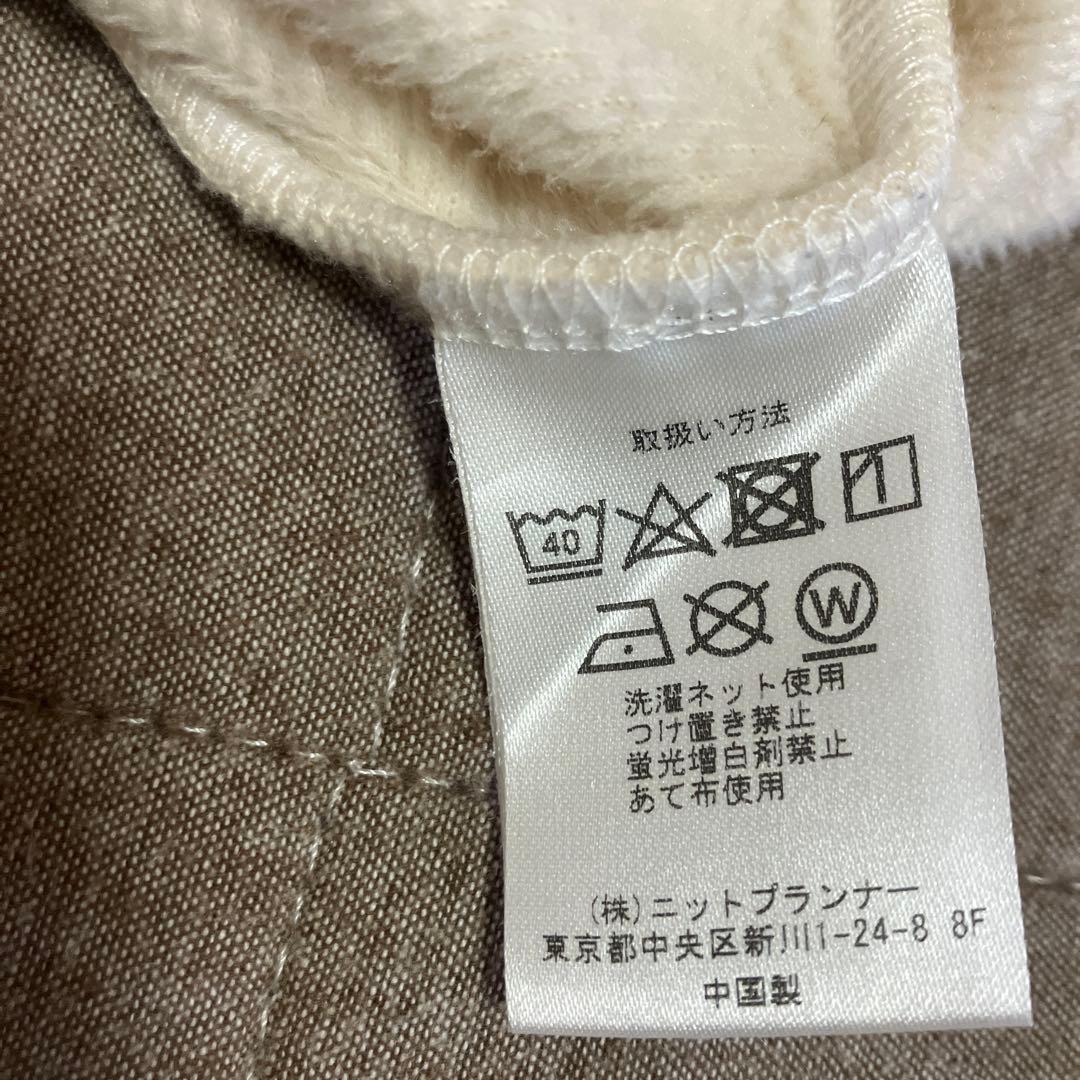 取扱い方法
40
W
洗濯ネット使用
つけ置き禁止
蛍光増白剤禁止
あて布使用
(株)ニットプランナー
東京都中央区新川1-24-8 8F
中国製